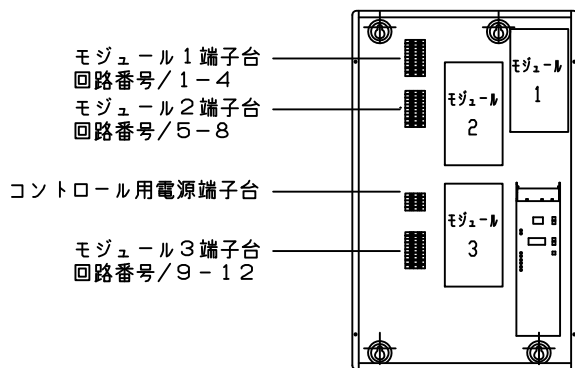 モジュール１端子台
回路番号/１-４
モジュール２端子台
回路番号/５-８
コントロール用電源端子台
モジュール３端子台
回路番号/９-１２
モジュール
1
モジュール
2
モジュール
3